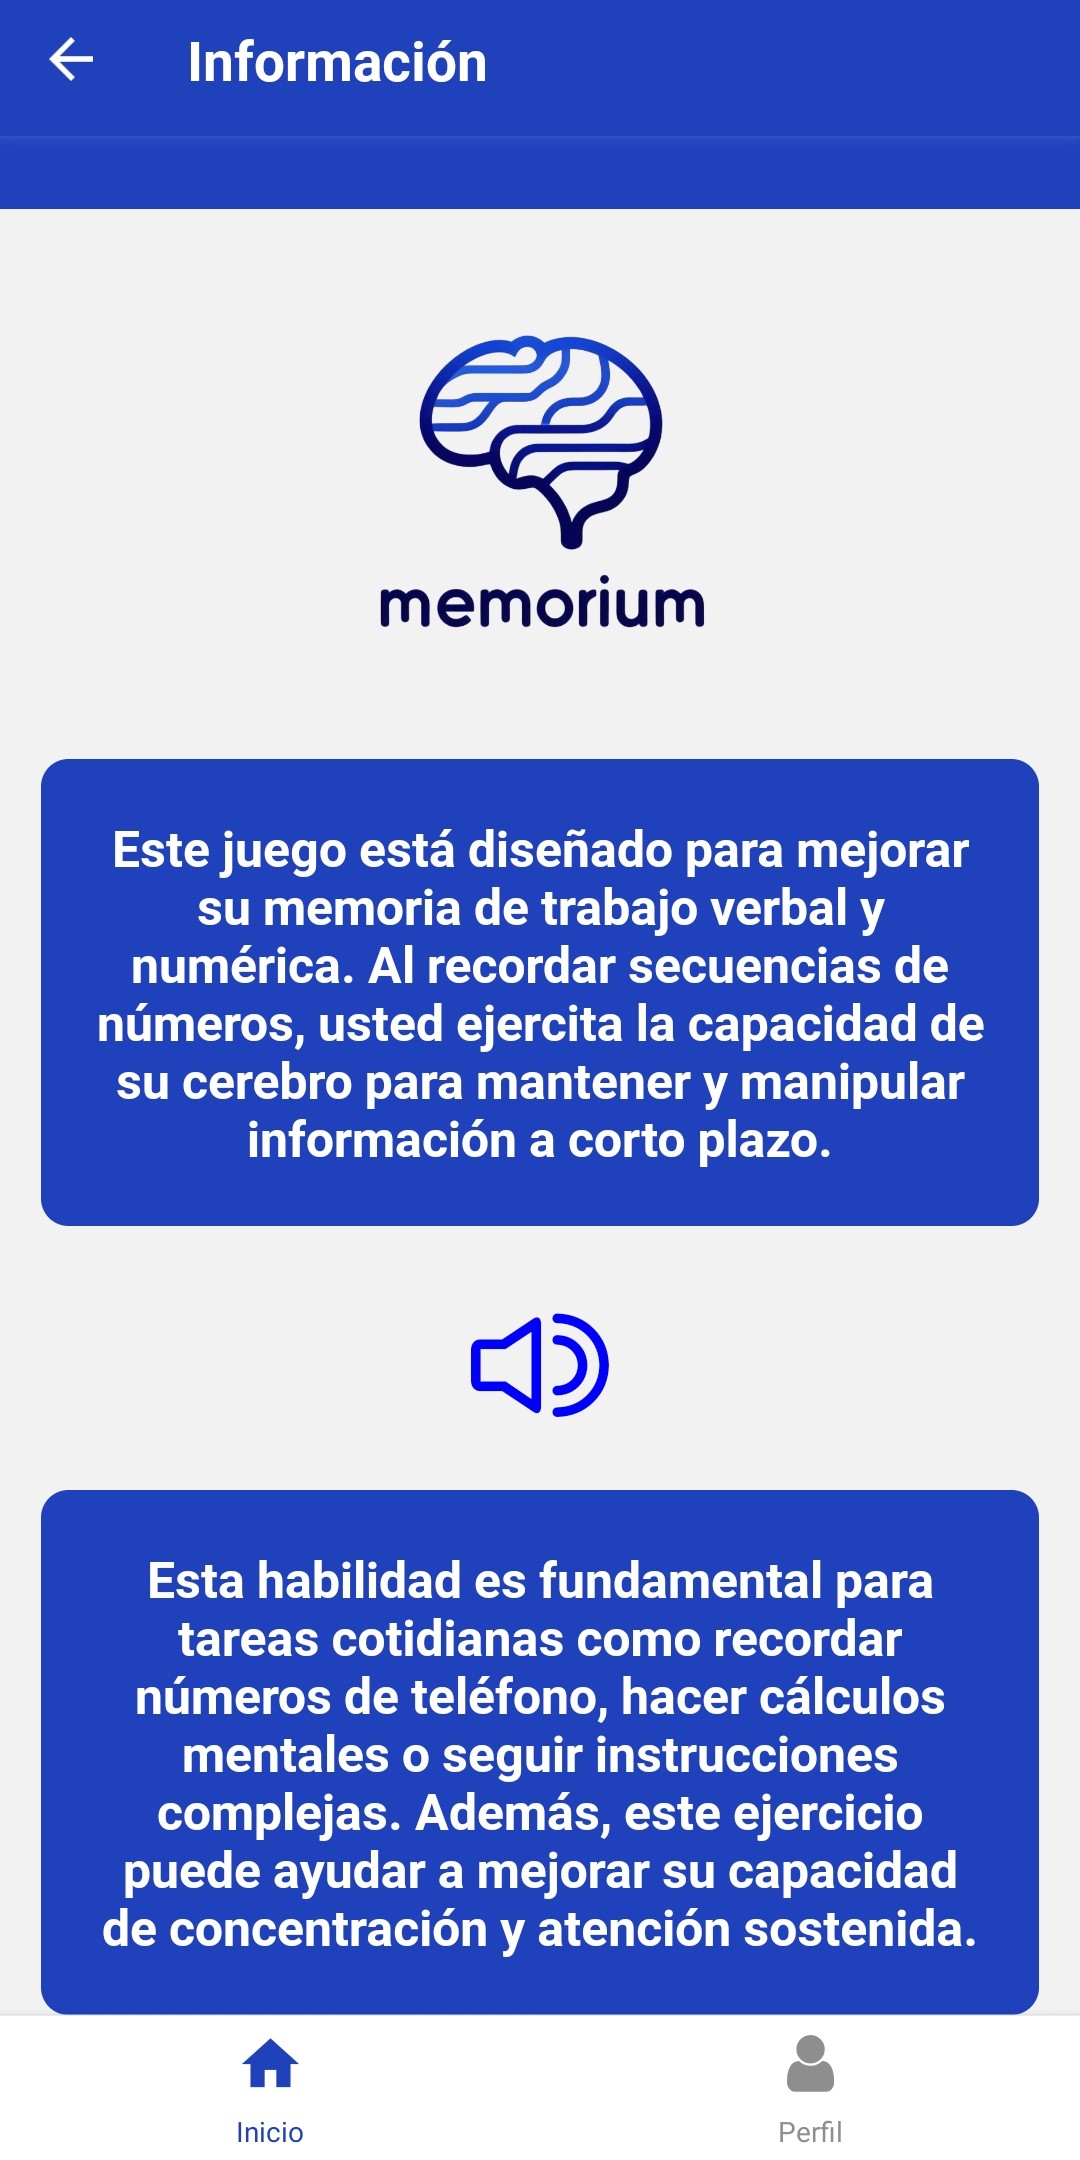 Información
memorium
Este juego está diseñado para mejorar
su memoria de trabajo verbal y
numérica. Al recordar secuencias de
números, usted ejercita la capacidad de
su cerebro para mantener y manipular
información a corto plazo.
Esta habilidad es fundamental para
tareas cotidianas como recordar
números de teléfono, hacer cálculos
mentales o seguir instrucciones
complejas. Además, este ejercicio
puede ayudar a mejorar su capacidad
de concentración y atención sostenida.
Inicio
Perfil